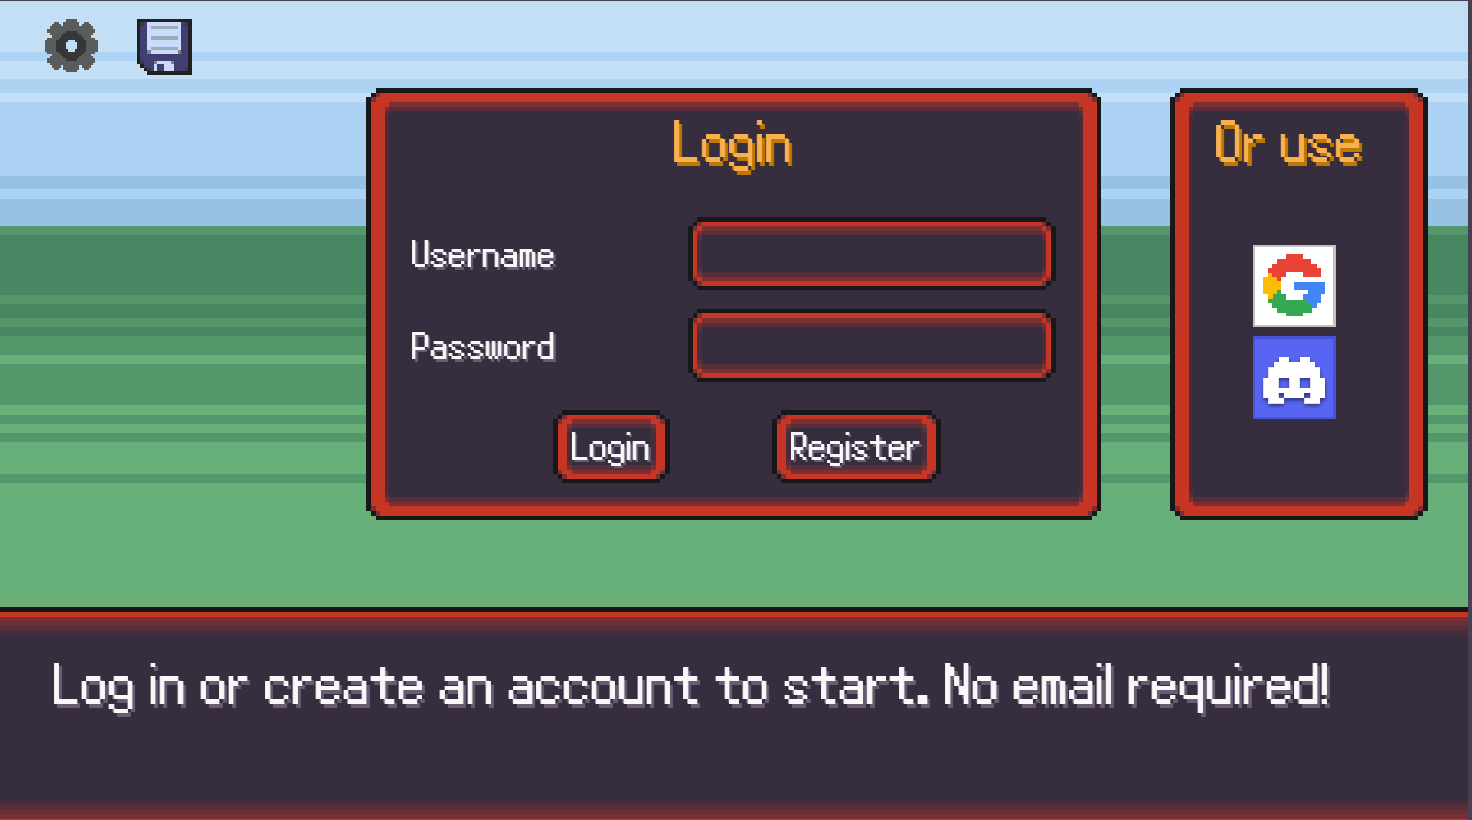 Login
Or use
Username
Password
Login
Register
Log in or create an account to start. No email required!